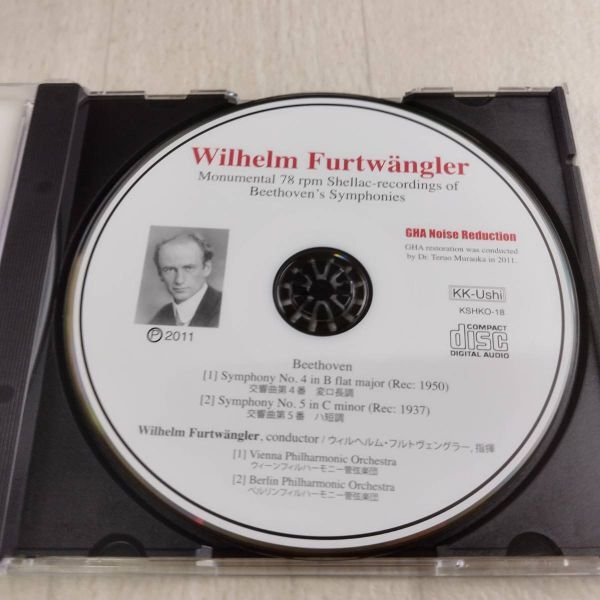 Wilhelm Furtwängler
Monumental 78 rpm Shellac-recordings of
Beethoven's Symphonies
GHA Noise Reduction
GHA restoration was conducted
by Dr. Teruo Muraoka in 2011.
KK-Ushi
KSHKO-18
COMPACT
disc
DIGITAL AUDIO
℗ 2011
Beethoven
[1] Symphony No. 4 in B flat major (Rec: 1950)
交響曲第4番 変ロ長調
[2] Symphony No. 5 in C minor (Rec: 1937)
交響曲第5番 ハ短調
Wilhelm Furtwängler, conductor / ウィルヘルム・フルトヴェングラー, 指揮
[1] Vienna Philharmonic Orchestra
ウィーンフィルハーモニー管弦楽団
[2] Berlin Philharmonic Orchestra
ベルリンフィルハーモニー管弦楽団